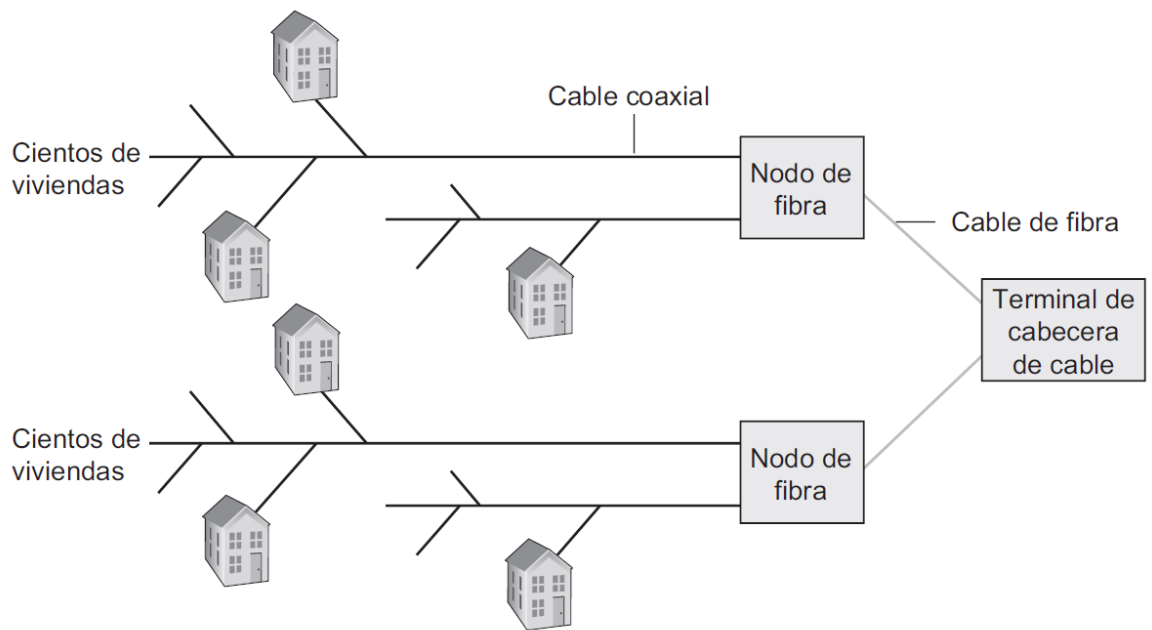 Cable coaxial
Cientos de
viviendas
Nodo de
fibra
Cable de fibra
Terminal de
cabecera
de cable
Cientos de
viviendas
Nodo de
fibra